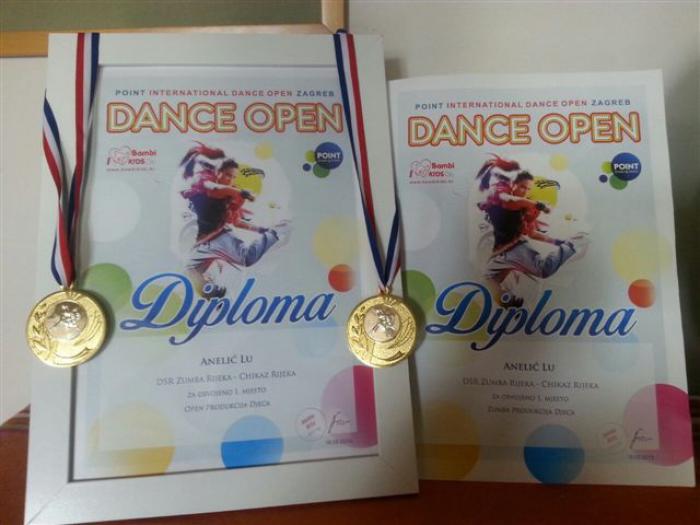 POINT INTERNATIONAL DANCE OPEN ZAGREB
DANCE OPEN
Bambi
KIDS
POINT
Diploma
ANELIĆ LU
DSR ZUMBA RIJEKA - CHIKAZ RIJEKA
ZA OSVOJENO 1. MJESTO
OPEN PRODUKCIJA DJECA
POINT INTERNATIONAL DANCE OPEN ZAGREB
DANCE OPEN
Bambi
KIDS
POINT
Diploma
ANELIĆ LU
DSR ZUMBA RIJEKA - CHIKAZ RIJEKA
ZA OSVOJENO 1. MJESTO
ZUMBA PRODUKCIJA DJECA